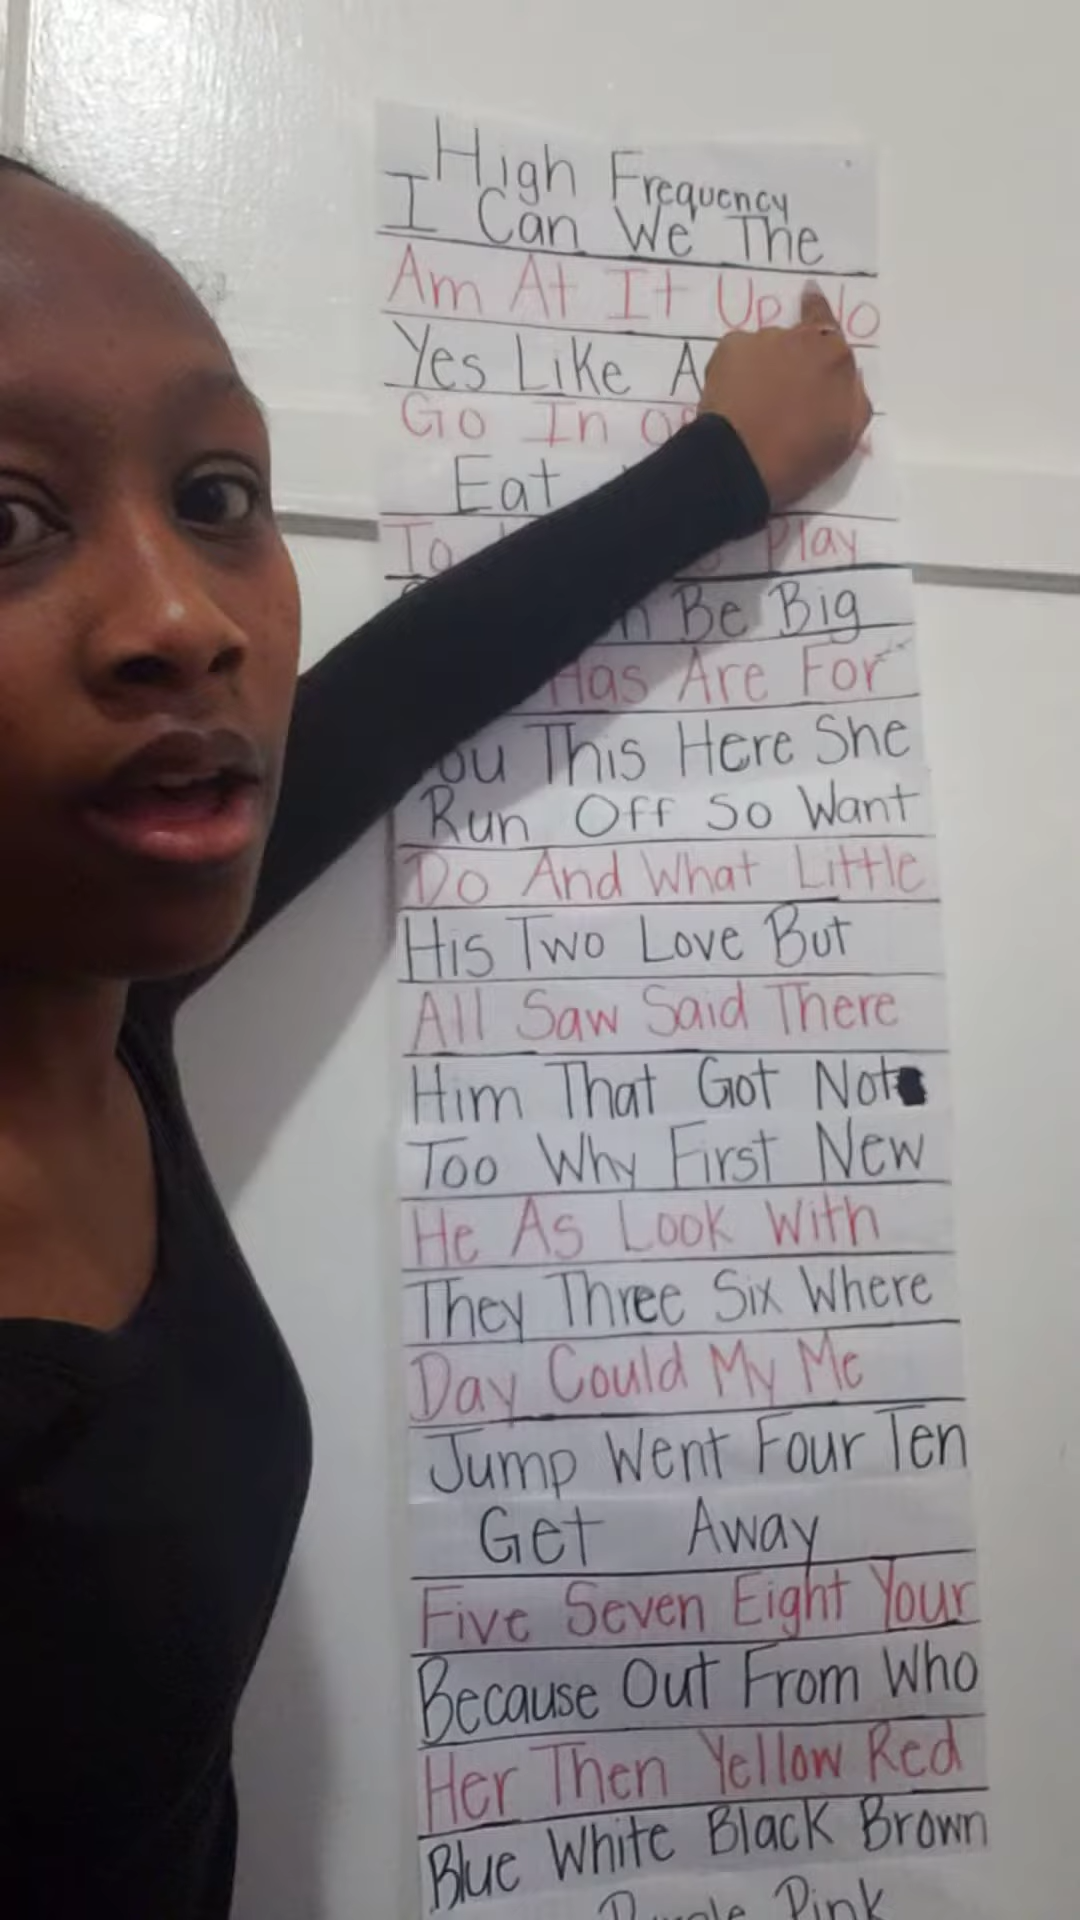 High Frequency
I Can We The
Am At It Up No
Yes Like
Go In
Eat
To Play
Be Big
Has Are For
This Here She
Run Off So Want
Do And What Little
His Two Love But
All Saw Said There
Him That Got Not
Too Why First New
He As Look With
They Three Six Where
Day Could My Me
Jump Went Four Ten
Get Away
Five Seven Eight Your
Because Out From Who
Her Then Yellow Red
Blue White Black Brown
Pink